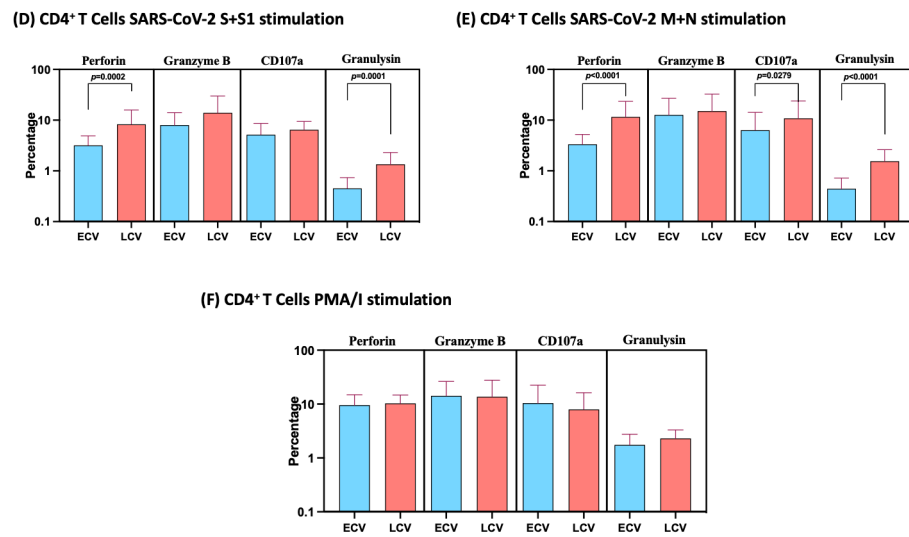 (D) CD4⁺ T Cells SARS-CoV-2 S+S1 stimulation
Perforin Granzyme B CD107a Granulysin
p=0.0002 p=0.0001
Percentage
100
10
1
0.1
ECV LCV ECV LCV ECV LCV ECV LCV
(E) CD4⁺ T Cells SARS-CoV-2 M+N stimulation
Perforin Granzyme B CD107a Granulysin
p<0.0001 p=0.0279 p<0.0001
Percentage
100
10
1
0.1
ECV LCV ECV LCV ECV LCV ECV LCV
(F) CD4⁺ T Cells PMA/I stimulation
Perforin Granzyme B CD107a Granulysin
Percentage
100
10
1
0.1
ECV LCV ECV LCV ECV LCV ECV LCV